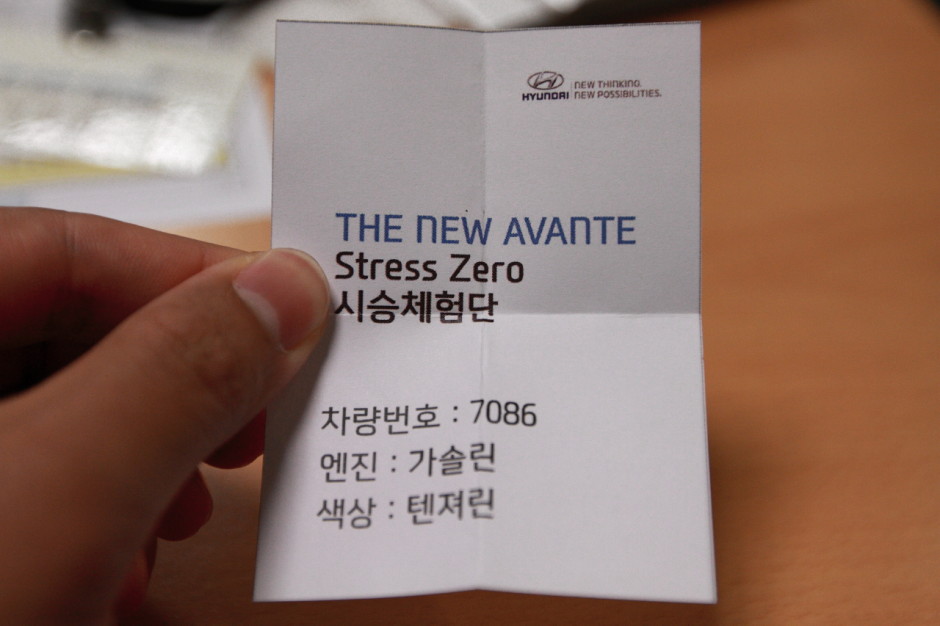 HYUNDAI
NEW THINKING.
NEW POSSIBILITIES.
THE NEW AVANTE
Stress Zero
시승체험단
차량번호 : 7086
엔진 : 가솔린
색상 : 텐져린